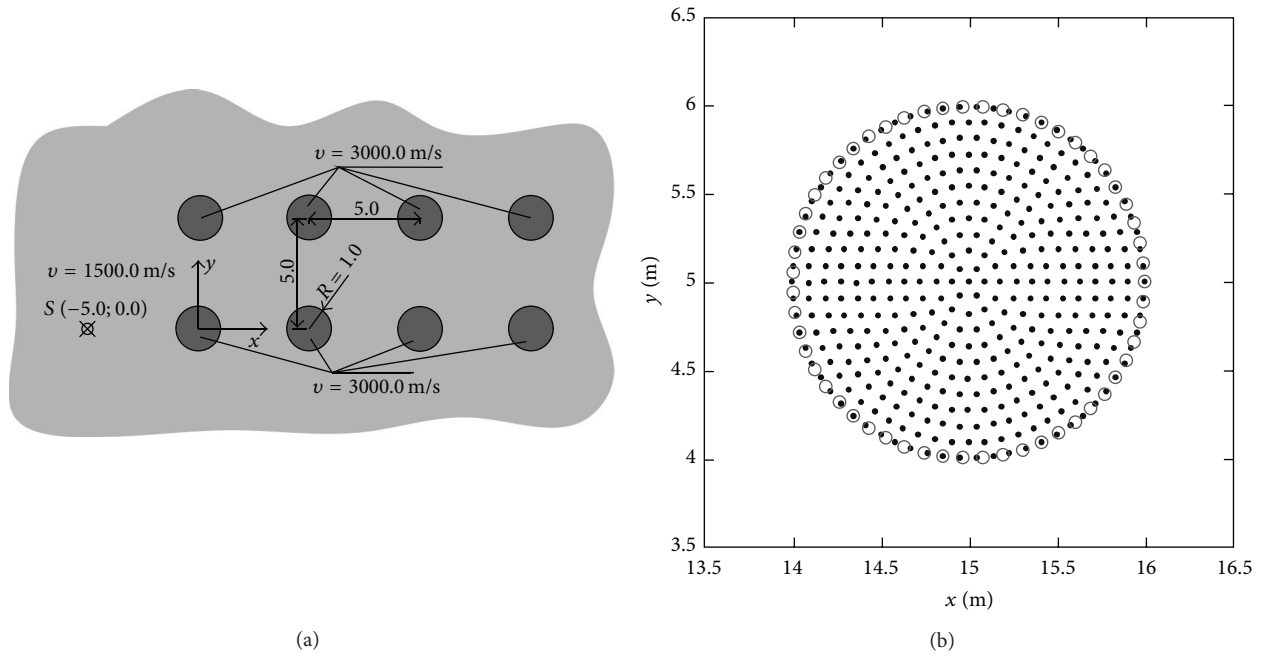 υ = 3000.0 m/s
5.0
υ = 1500.0 m/s
y
5.0
R = 1.0
S (−5.0; 0.0)
x
υ = 3000.0 m/s
(a)
6.5
6
5.5
5
4.5
4
3.5
y (m)
13.5 14 14.5 15 15.5 16 16.5
x (m)
(b)